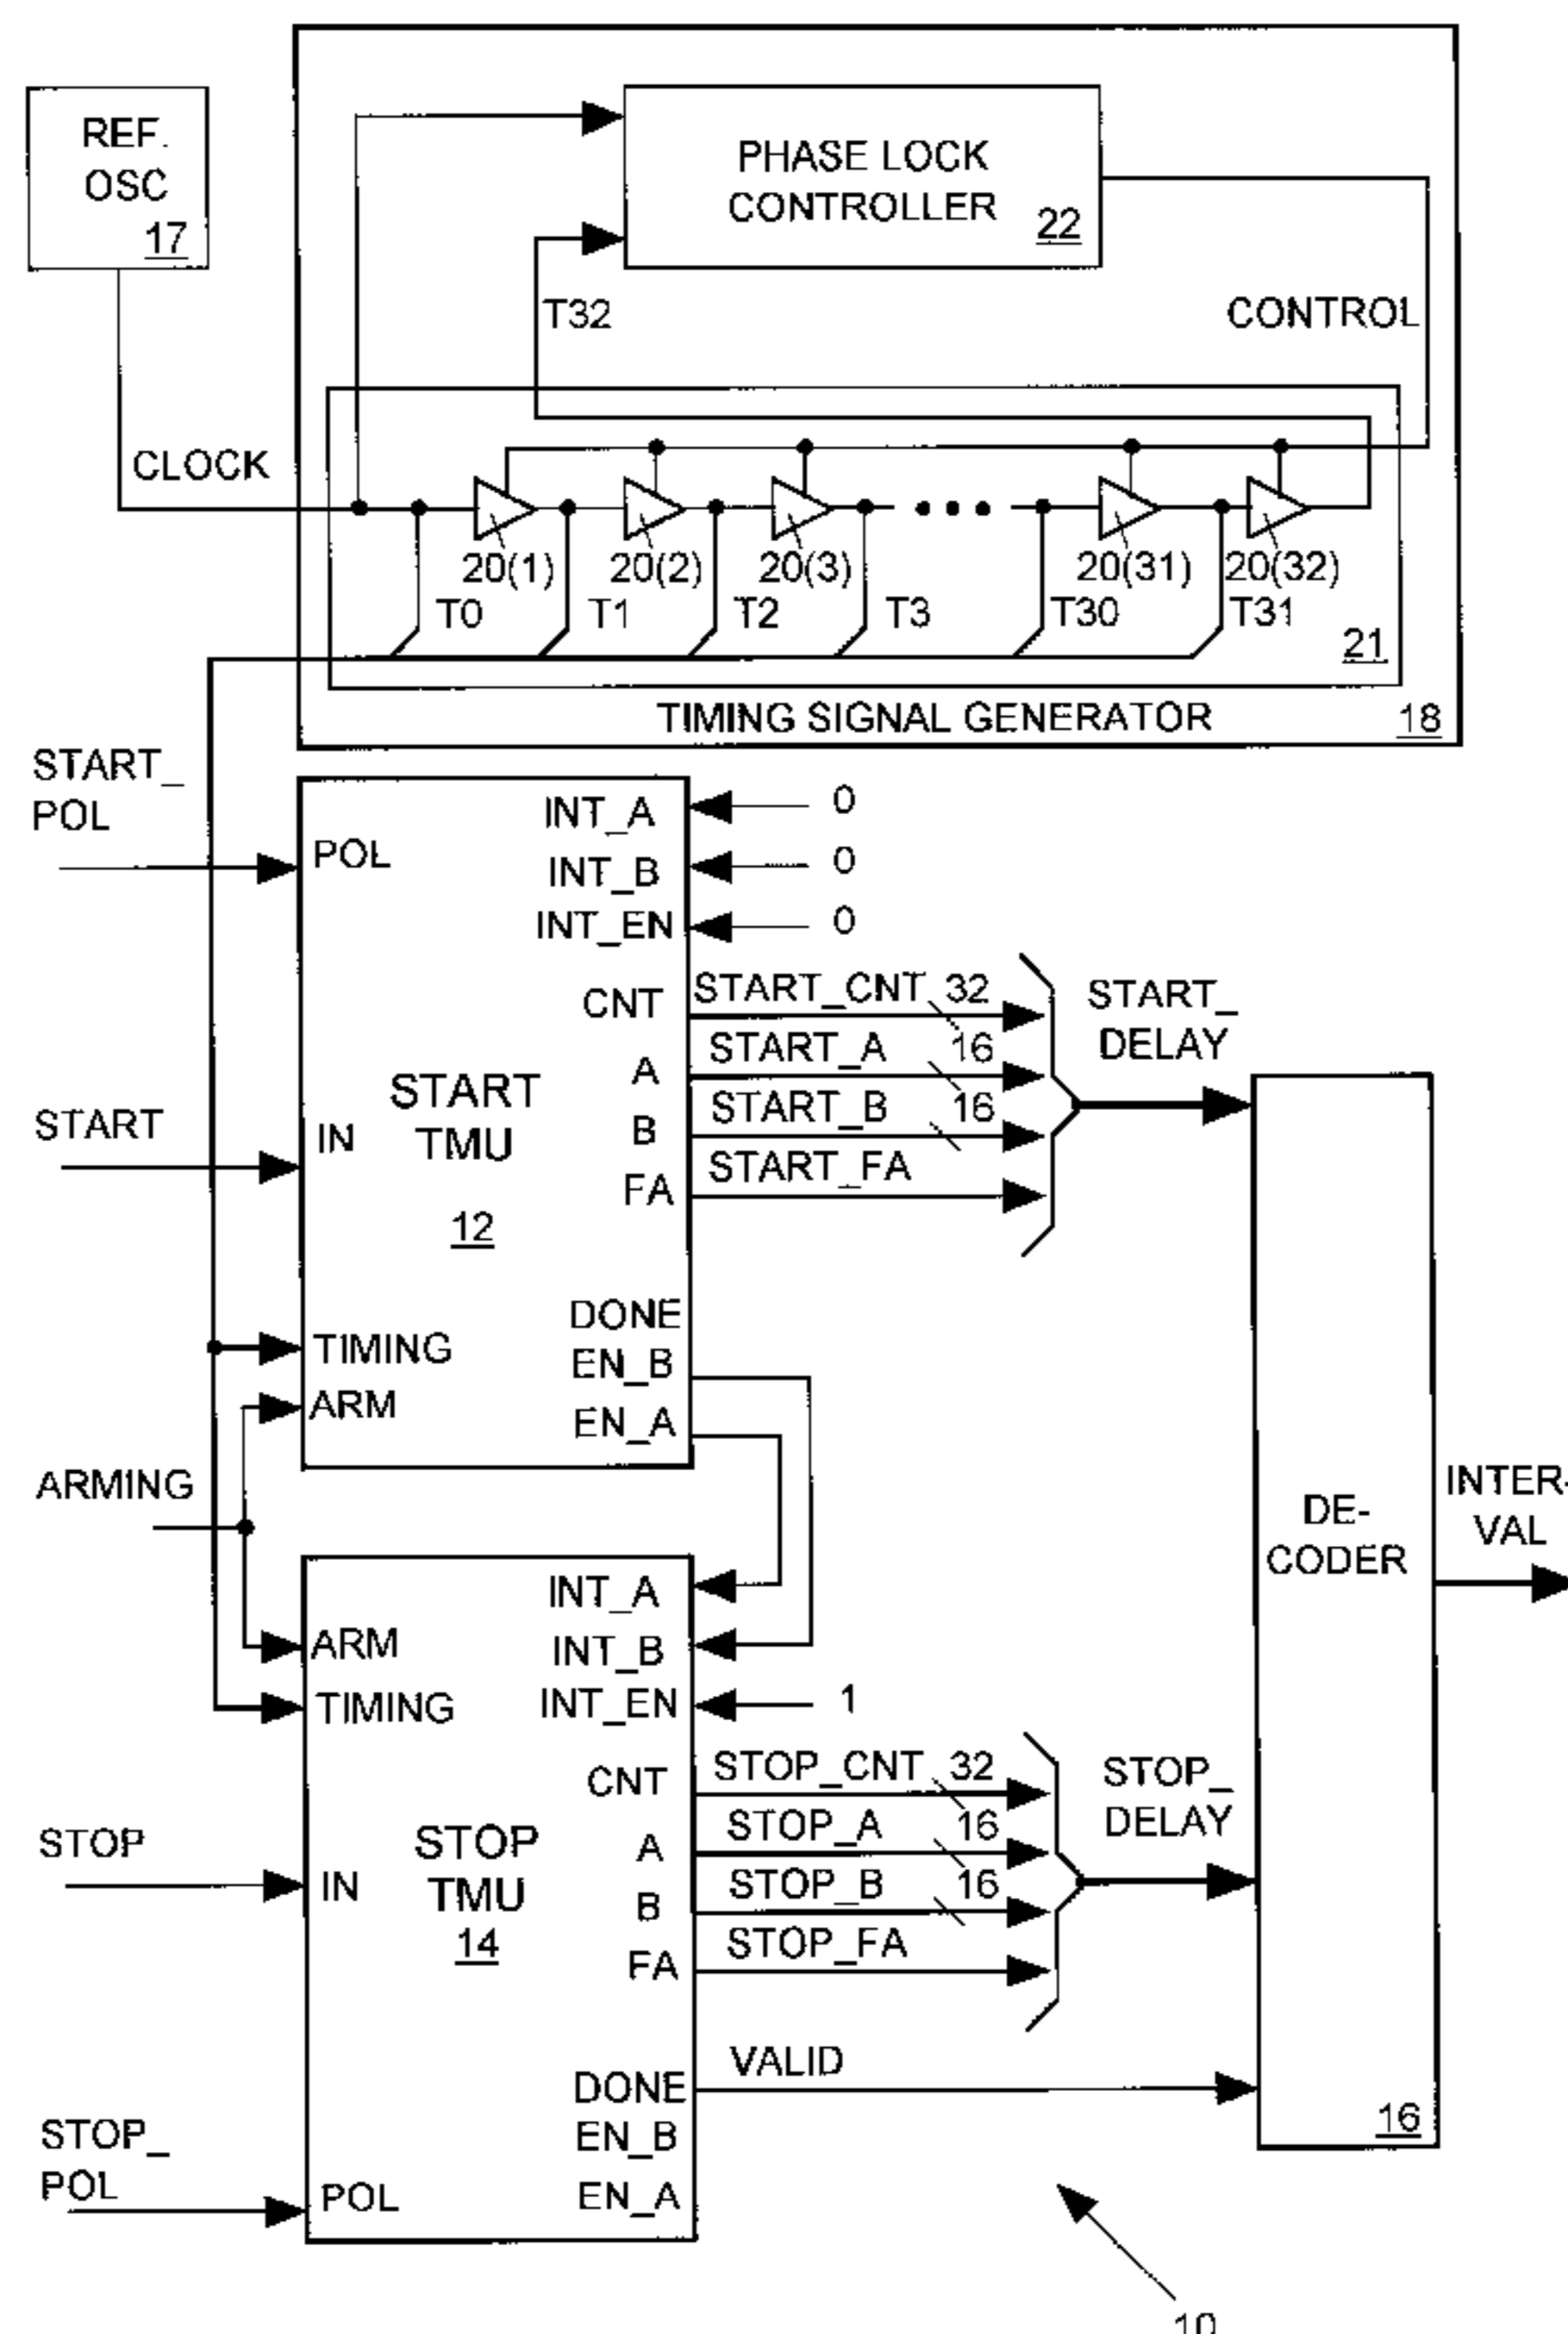 REF.
OSC
17
PHASE LOCK
CONTROLLER
22
T32
CONTROL
CLOCK
20(1)
20(2)
20(3)
20(31)
20(32)
T0
T1
T2
T3
T30
T31
21
TIMING SIGNAL GENERATOR
18
START_
POL
POL
INT_A
0
INT_B
0
INT_EN
0
CNT
START_CNT
32
START_
DELAY
A
START_A
16
START
TMU
12
START
IN
B
START_B
16
FA
START_FA
DONE
TIMING
EN_B
ARM
EN_A
ARMING
INTER-
VAL
DE-
CODER
16
INT_A
ARM
INT_B
TIMING
INT_EN
1
CNT
STOP_CNT
32
STOP_
DELAY
STOP
IN
STOP
TMU
14
A
STOP_A
16
B
STOP_B
16
FA
STOP_FA
VALID
DONE
EN_B
EN_A
STOP_
POL
POL
10